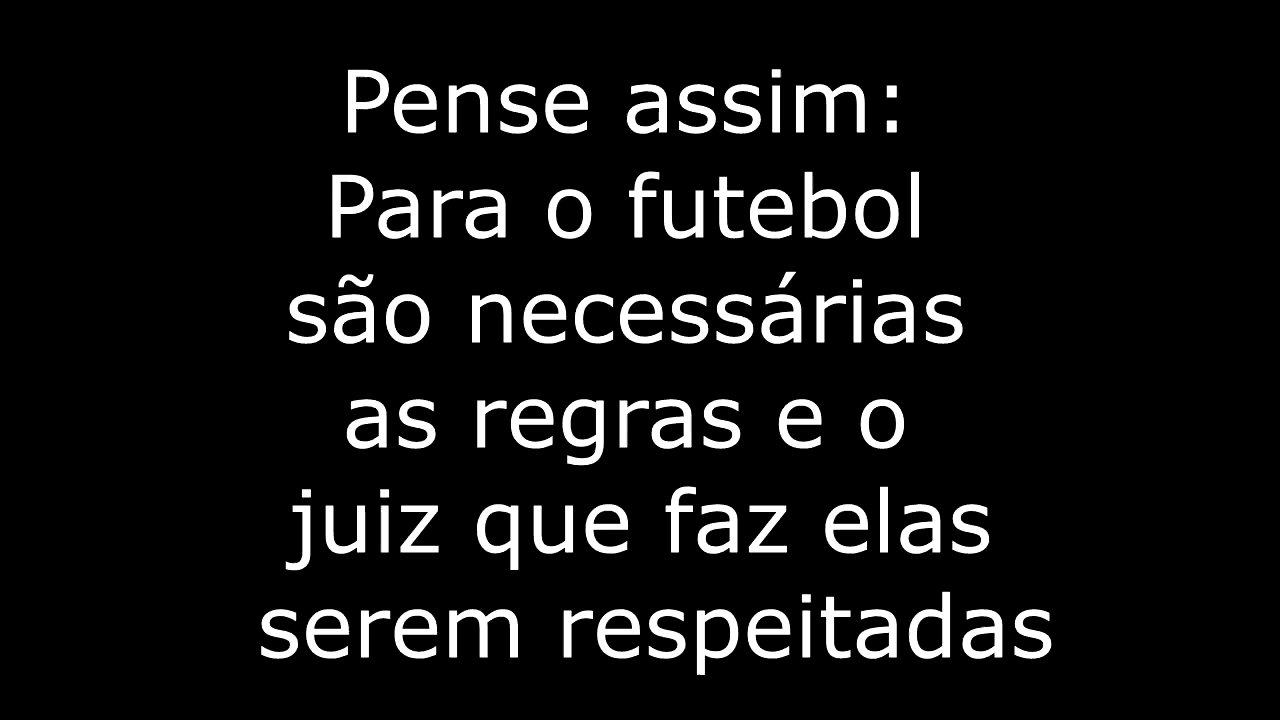 Pense assim:
Para o futebol
são necessárias
as regras e o
juiz que faz elas
serem respeitadas